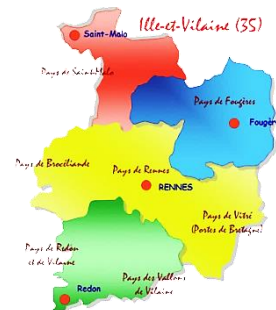 Ille-et-Vilaine (35)
Saint-Malo
Pays de Saint-Malo
Pays de Fougères
Fougèr
Pays de Brocéliande
Pays de Rennes
RENNES
Pays de Vitré
(Portes de Bretagne)
Pays de Redon
et de Vilaine
Pays des Vallons
de Vilaine
Redon